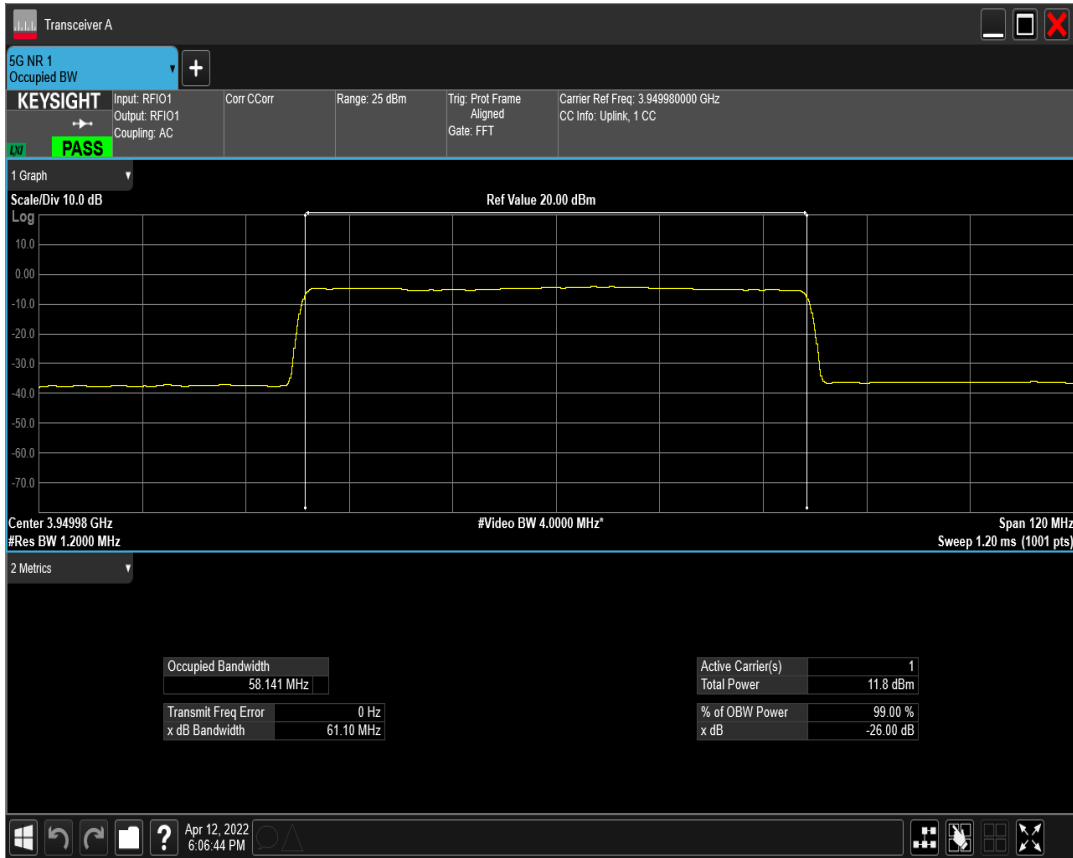 Transceiver A
5G NR 1
Occupied BW
KEYSIGHT
LXI
PASS
Input: RFIO1
Output: RFIO1
Coupling: AC
Corr CCorr
Range: 25 dBm
Trig: Prot Frame
Aligned
Gate: FFT
Carrier Ref Freq: 3.949980000 GHz
CC Info: Uplink, 1 CC
1 Graph
Scale/Div 10.0 dB
Ref Value 20.00 dBm
Log
10.0
0.00
-10.0
-20.0
-30.0
-40.0
-50.0
-60.0
-70.0
Center 3.94998 GHz
#Video BW 4.0000 MHz*
Span 120 MHz
#Res BW 1.2000 MHz
Sweep 1.20 ms (1001 pts)
2 Metrics
Occupied Bandwidth
58.141 MHz
Transmit Freq Error 0 Hz
x dB Bandwidth 61.10 MHz
Active Carrier(s) 1
Total Power 11.8 dBm
% of OBW Power 99.00 %
x dB -26.00 dB
?
Apr 12, 2022
6:06:44 PM